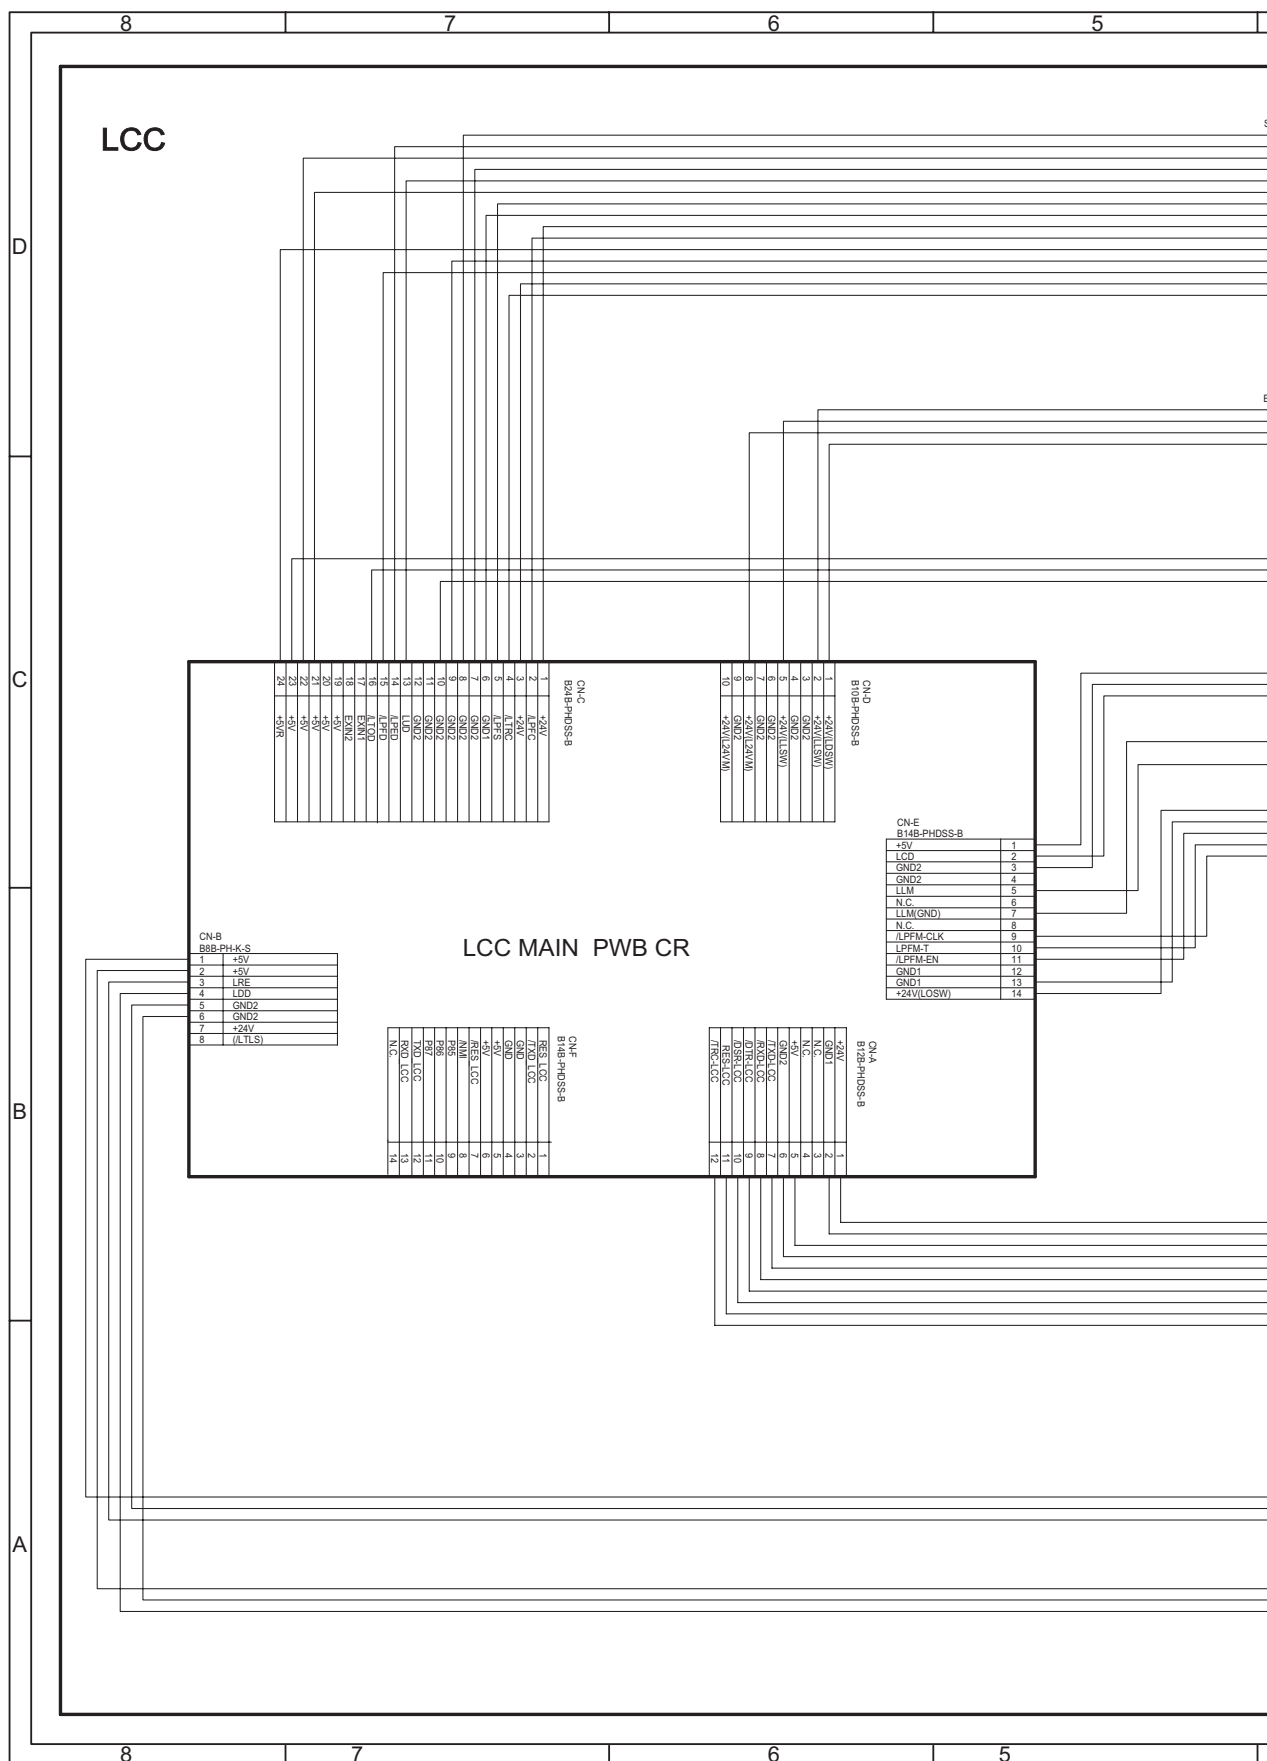 8 7 6 5
LCC
D
C
B
A
CN-C
B24B-PHDSS-B
1 +24V
2 /LPFC
3 +24V
4 /LTRC
5 /LPFS
6 GND1
7 GND2
8 GND2
9 GND2
10 GND2
11 GND2
12 GND2
13 LUD
14 /LPED
15 /LPFD
16 /LTOD
17 EXIN1
18 EXIN2
19 +5V
20 +5V
21 +5V
22 +5V
23 +5V
24 +5VR
CN-D
B10B-PHDSS-B
1 +24V(LDSW)
2 +24V(LLSW)
3 GND2
4 GND2
5 +24V(LLSW)
6 GND2
7 GND2
8 +24V(L24VM)
9 GND2
10 +24V(L24VM)
CN-E
B14B-PHDSS-B
+5V 1
LCD 2
GND2 3
GND2 4
LLM 5
N.C. 6
LLM(GND) 7
N.C. 8
/LPFM-CLK 9
LPFM-T 10
/LPFM-EN 11
GND1 12
GND1 13
+24V(LOSW) 14
LCC MAIN PWB CR
CN-B
B8B-PH-K-S
1 +5V
2 +5V
3 LRE
4 LDD
5 GND2
6 GND2
7 +24V
8 (/LTLS)
CN-F
B14B-PHDSS-B
RES_LCC 1
/TXD_LCC 2
GND 3
GND 4
+5V 5
+5V 6
/RES_LCC 7
/NMI 8
P85 9
P86 10
P87 11
TXD_LCC 12
RXD_LCC 13
N.C. 14
CN-A
B12B-PHDSS-B
+24V 1
GND1 2
N.C. 3
N.C. 4
+5V 5
GND2 6
/TXD-LCC 7
/RXD-LCC 8
/DTR-LCC 9
/DSR-LCC 10
RES-LCC 11
/TRC-LCC 12
8 7 6 5